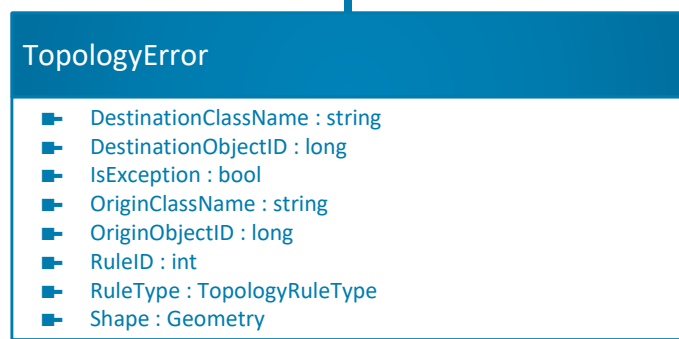 TopologyError
DestinationClassName : string
DestinationObjectID : long
IsException : bool
OriginClassName : string
OriginObjectID : long
RuleID : int
RuleType : TopologyRuleType
Shape : Geometry